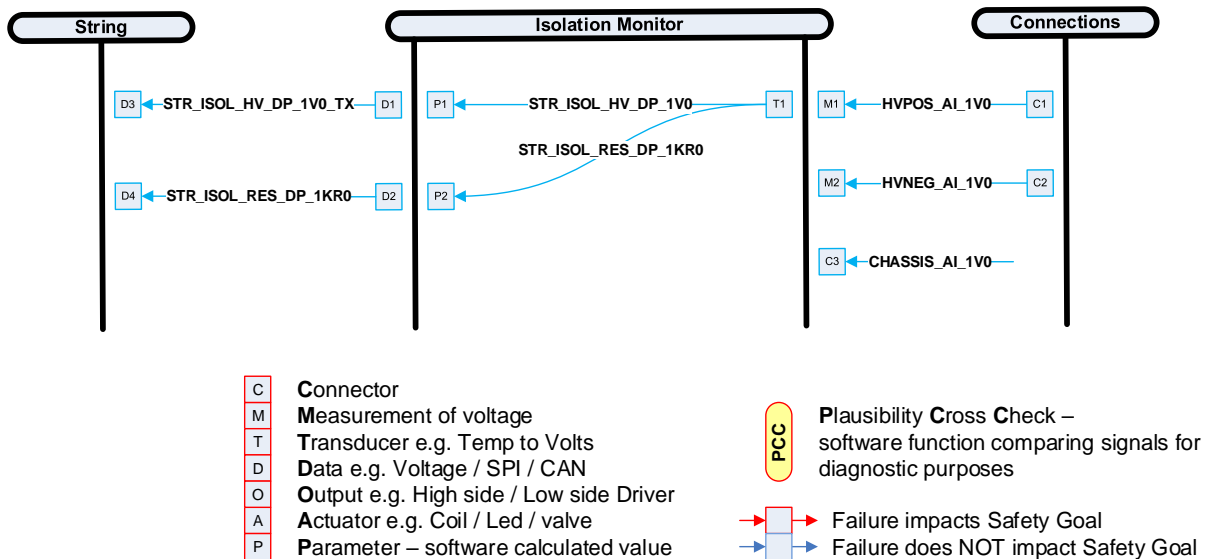 String
Isolation Monitor
Connections
D3 STR_ISOL_HV_DP_1V0_TX D1 P1 STR_ISOL_HV_DP_1V0 T1 M1 HVPOS_AI_1V0 C1
STR_ISOL_RES_DP_1KR0
D4 STR_ISOL_RES_DP_1KR0 D2 P2 M2 HVNEG_AI_1V0 C2
C3 CHASSIS_AI_1V0
C Connector
M Measurement of voltage
T Transducer e.g. Temp to Volts
D Data e.g. Voltage / SPI / CAN
O Output e.g. High side / Low side Driver
A Actuator e.g. Coil / Led / valve
P Parameter – software calculated value
PCC
Plausibility Cross Check –
software function comparing signals for
diagnostic purposes
Failure impacts Safety Goal
Failure does NOT impact Safety Goal